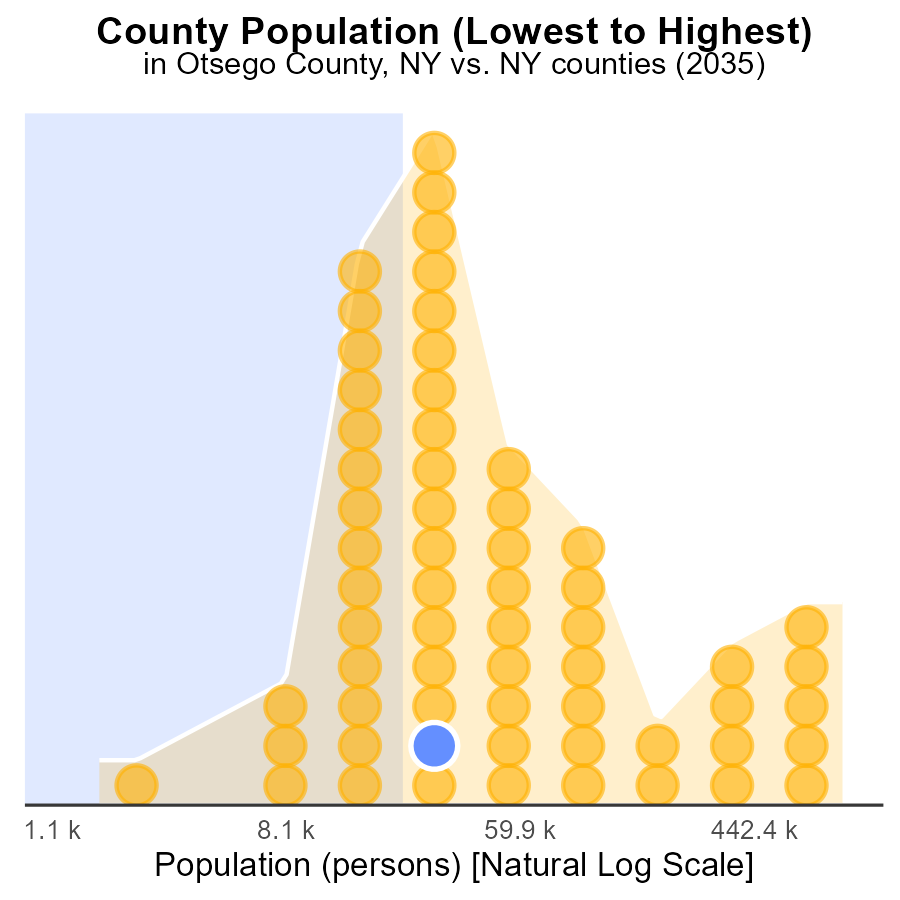 County Population (Lowest to Highest)
in Otsego County, NY vs. NY counties (2035)
1.1 k 8.1 k 59.9 k 442.4 k
Population (persons) [Natural Log Scale]